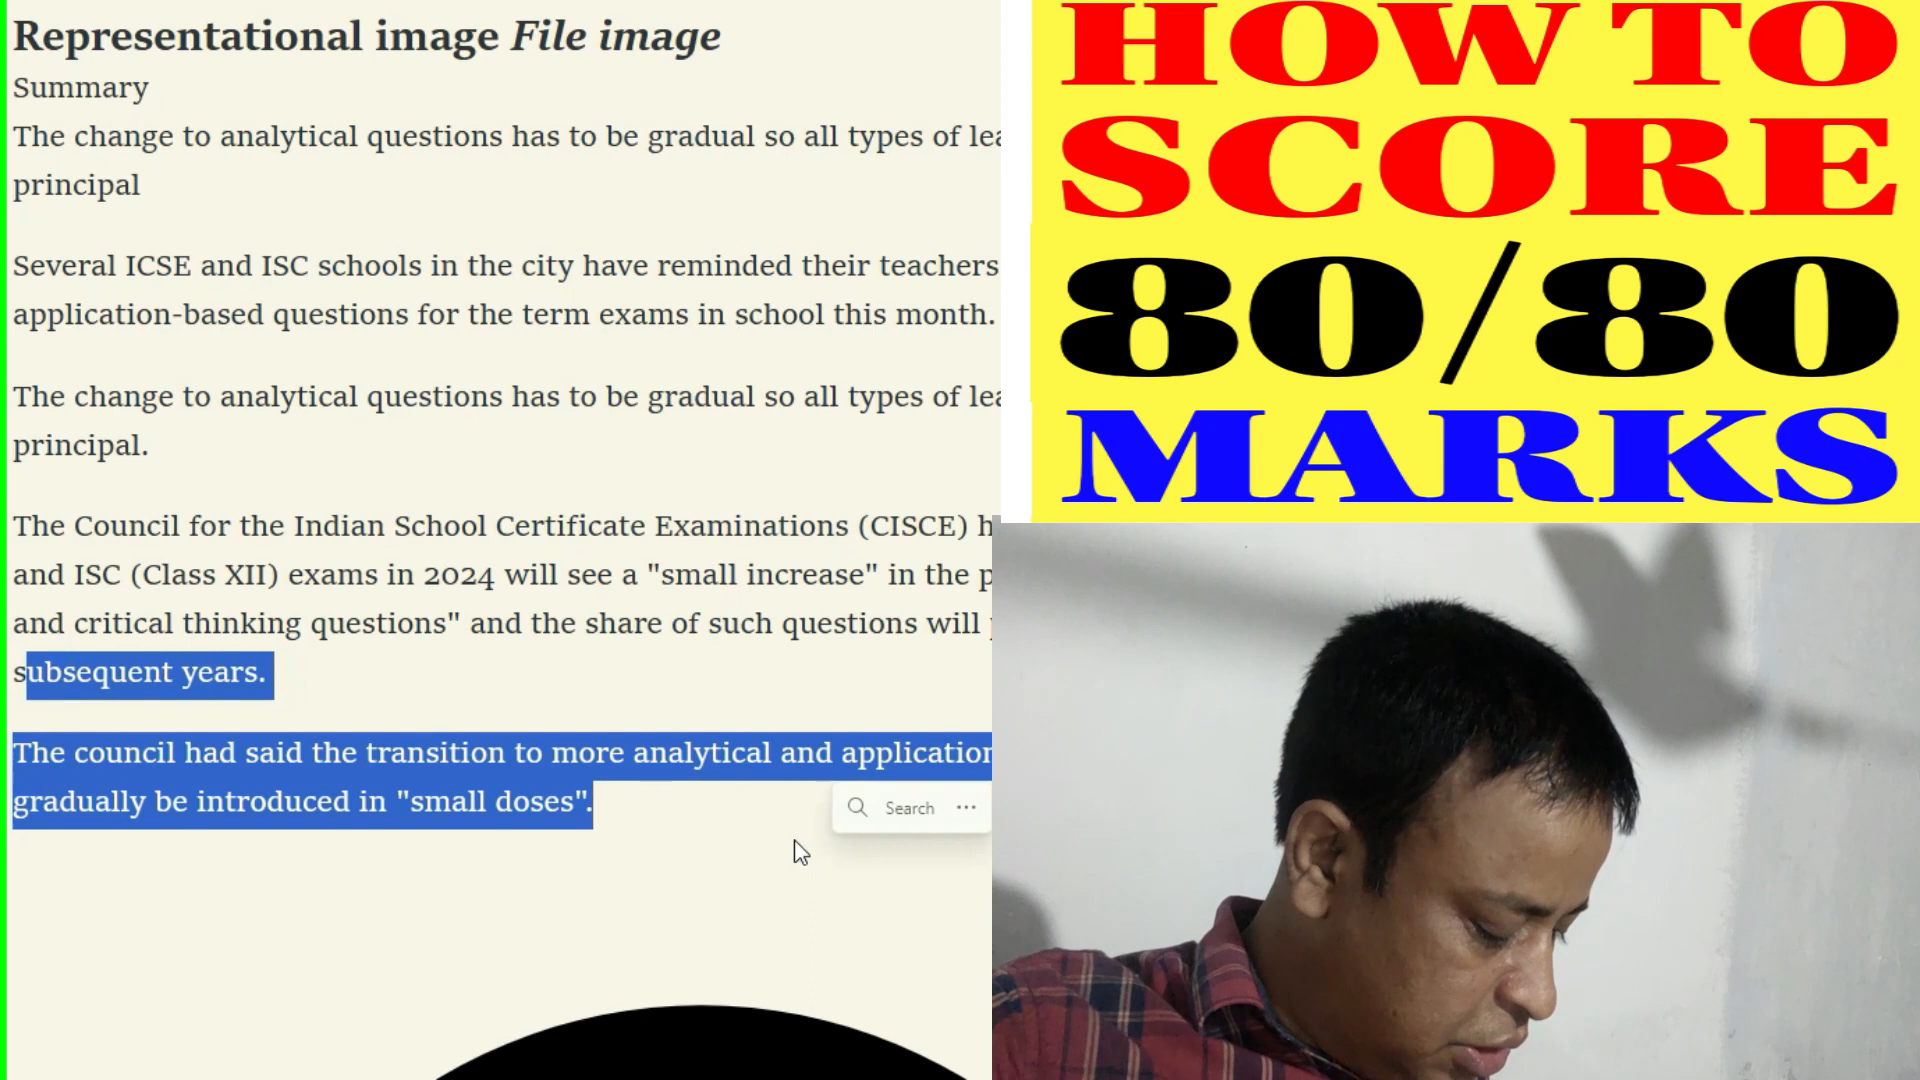 Representational image File image
Summary
The change to analytical questions has to be gradual so all types of
principal
Several ICSE and ISC schools in the city have reminded their teachers
application-based questions for the term exams in school this month.
The change to analytical questions has to be gradual so all types of
principal.
The Council for the Indian School Certificate Examinations (CISCE)
and ISC (Class XII) exams in 2024 will see a "small increase" in the
and critical thinking questions" and the share of such questions will
subsequent years.
The council had said the transition to more analytical and application
gradually be introduced in "small doses".
Search
HOW TO
SCORE
80/80
MARKS